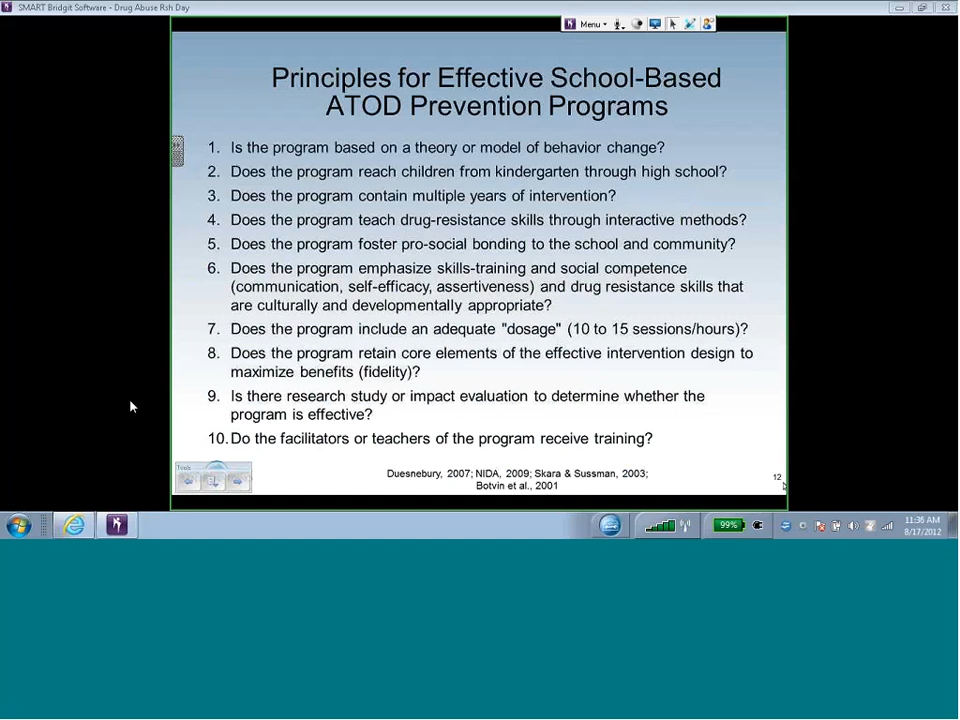 SMART Bridgit Software - Drug Abuse Rsh Day
Menu
Principles for Effective School-Based
ATOD Prevention Programs
1. Is the program based on a theory or model of behavior change?
2. Does the program reach children from kindergarten through high school?
3. Does the program contain multiple years of intervention?
4. Does the program teach drug-resistance skills through interactive methods?
5. Does the program foster pro-social bonding to the school and community?
6. Does the program emphasize skills-training and social competence
(communication, self-efficacy, assertiveness) and drug resistance skills that
are culturally and developmentally appropriate?
7. Does the program include an adequate "dosage" (10 to 15 sessions/hours)?
8. Does the program retain core elements of the effective intervention design to
maximize benefits (fidelity)?
9. Is there research study or impact evaluation to determine whether the
program is effective?
10. Do the facilitators or teachers of the program receive training?
Tools
Duesnebury, 2007; NIDA, 2009; Skara & Sussman, 2003;
Botvin et al., 2001
12
99%
11:36 AM
8/17/2012